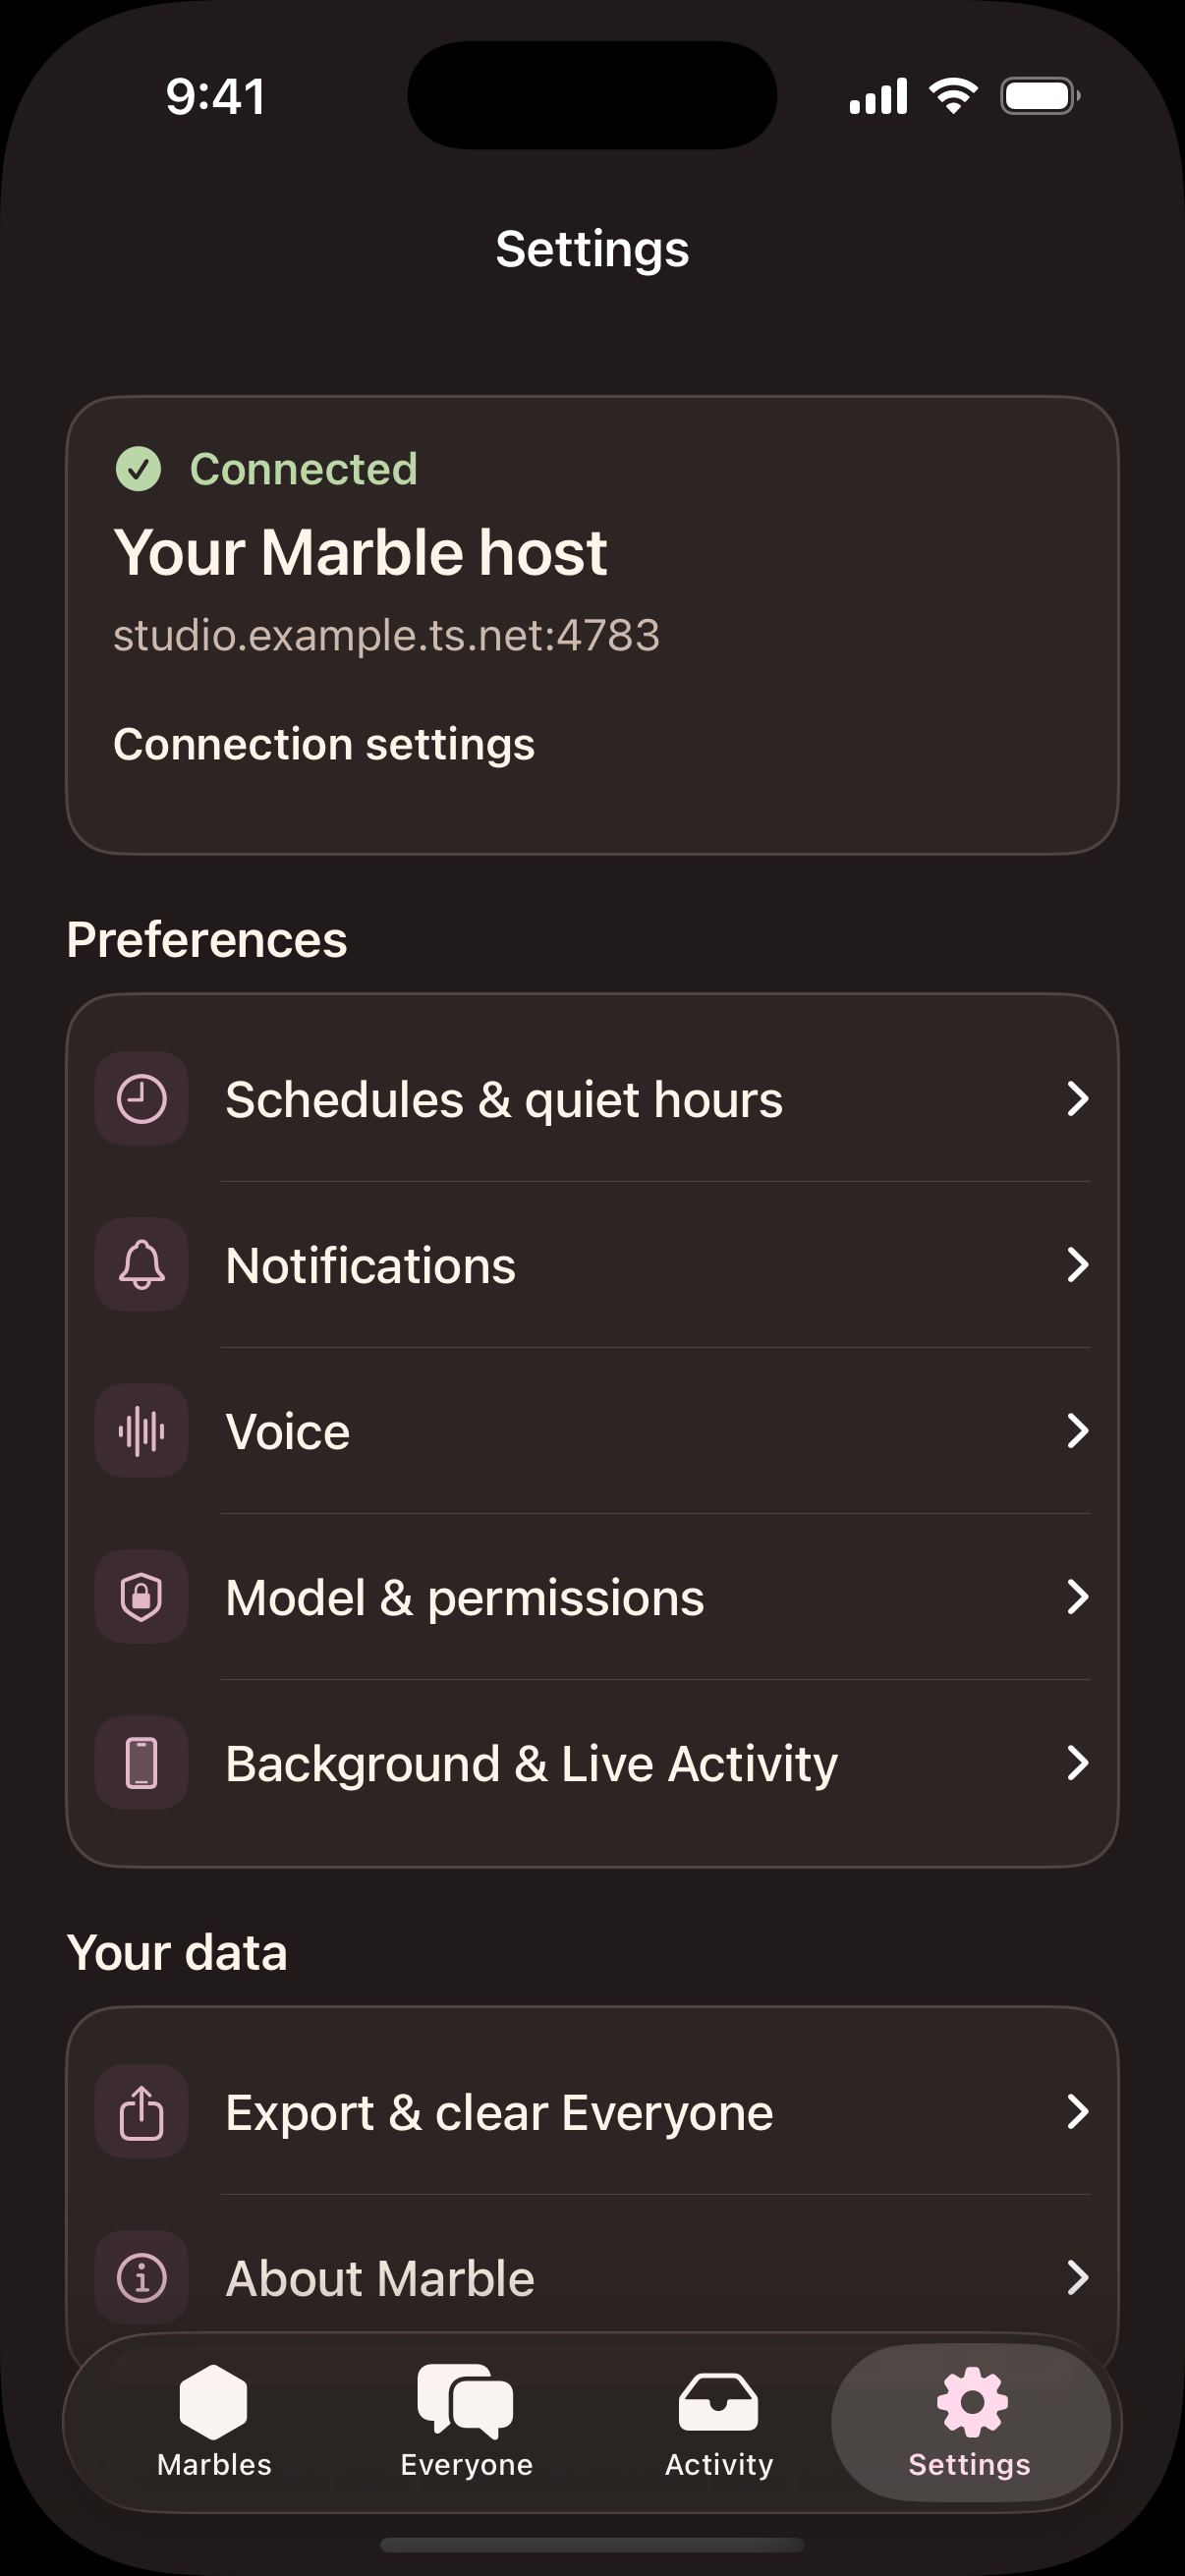 9:41
Settings
Connected
Your Marble host
studio.example.ts.net:4783
Connection settings
Preferences
Schedules & quiet hours
Notifications
Voice
Model & permissions
Background & Live Activity
Your data
Export & clear Everyone
About Marble
Marbles
Everyone
Activity
Settings